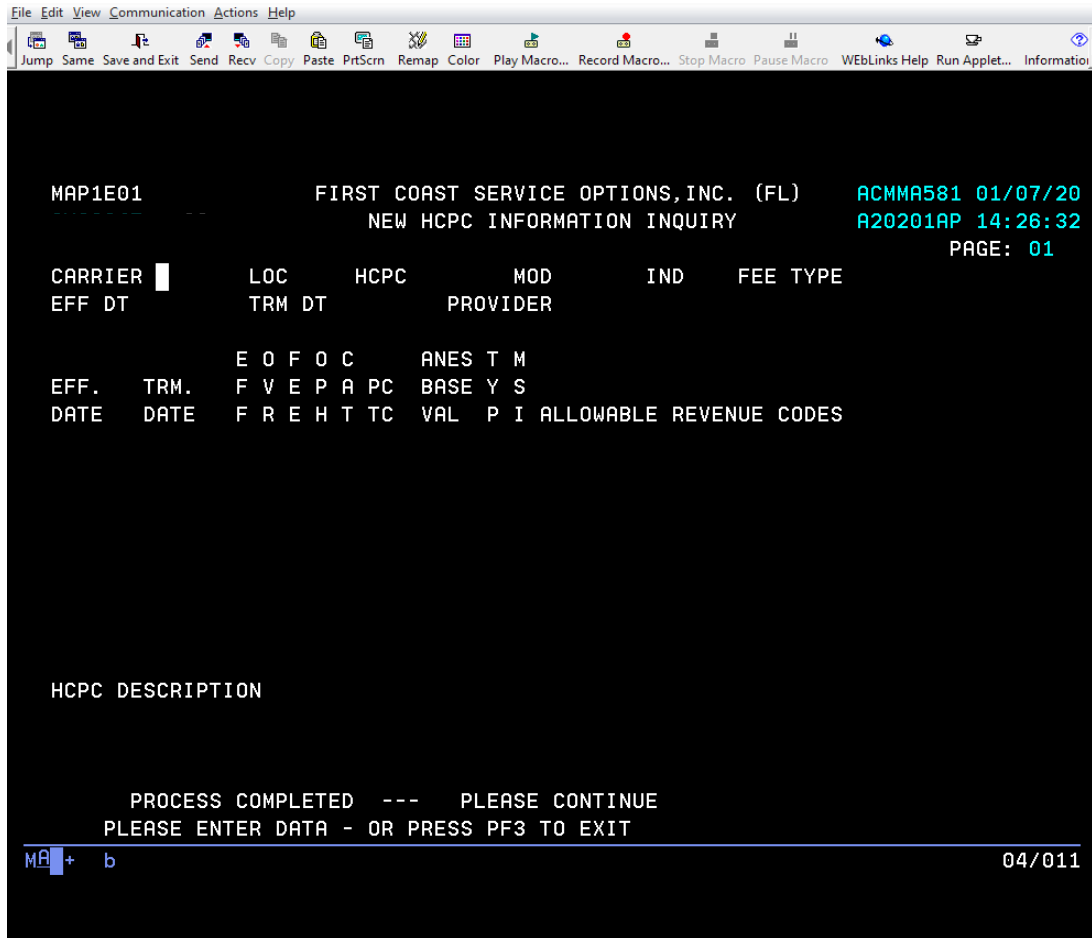 File Edit View Communication Actions Help
Jump Same Save and Exit Send Recv Copy Paste PrtScrn Remap Color Play Macro... Record Macro... Stop Macro Pause Macro WEbLinks Help Run Applet...
MAP1E01 FIRST COAST SERVICE OPTIONS,INC. (FL) ACMMA581 01/07/20
NEW HCPC INFORMATION INQUIRY A20201AP 14:26:32
PAGE: 01
CARRIER LOC HCPC MOD IND FEE TYPE
EFF DT TRM DT PROVIDER
E O F O C ANES T M
EFF. TRM. F V E P A PC BASE Y S
DATE DATE F R E H T TC VAL P I ALLOWABLE REVENUE CODES
HCPC DESCRIPTION
PROCESS COMPLETED --- PLEASE CONTINUE
PLEASE ENTER DATA - OR PRESS PF3 TO EXIT
MA + b 04/011